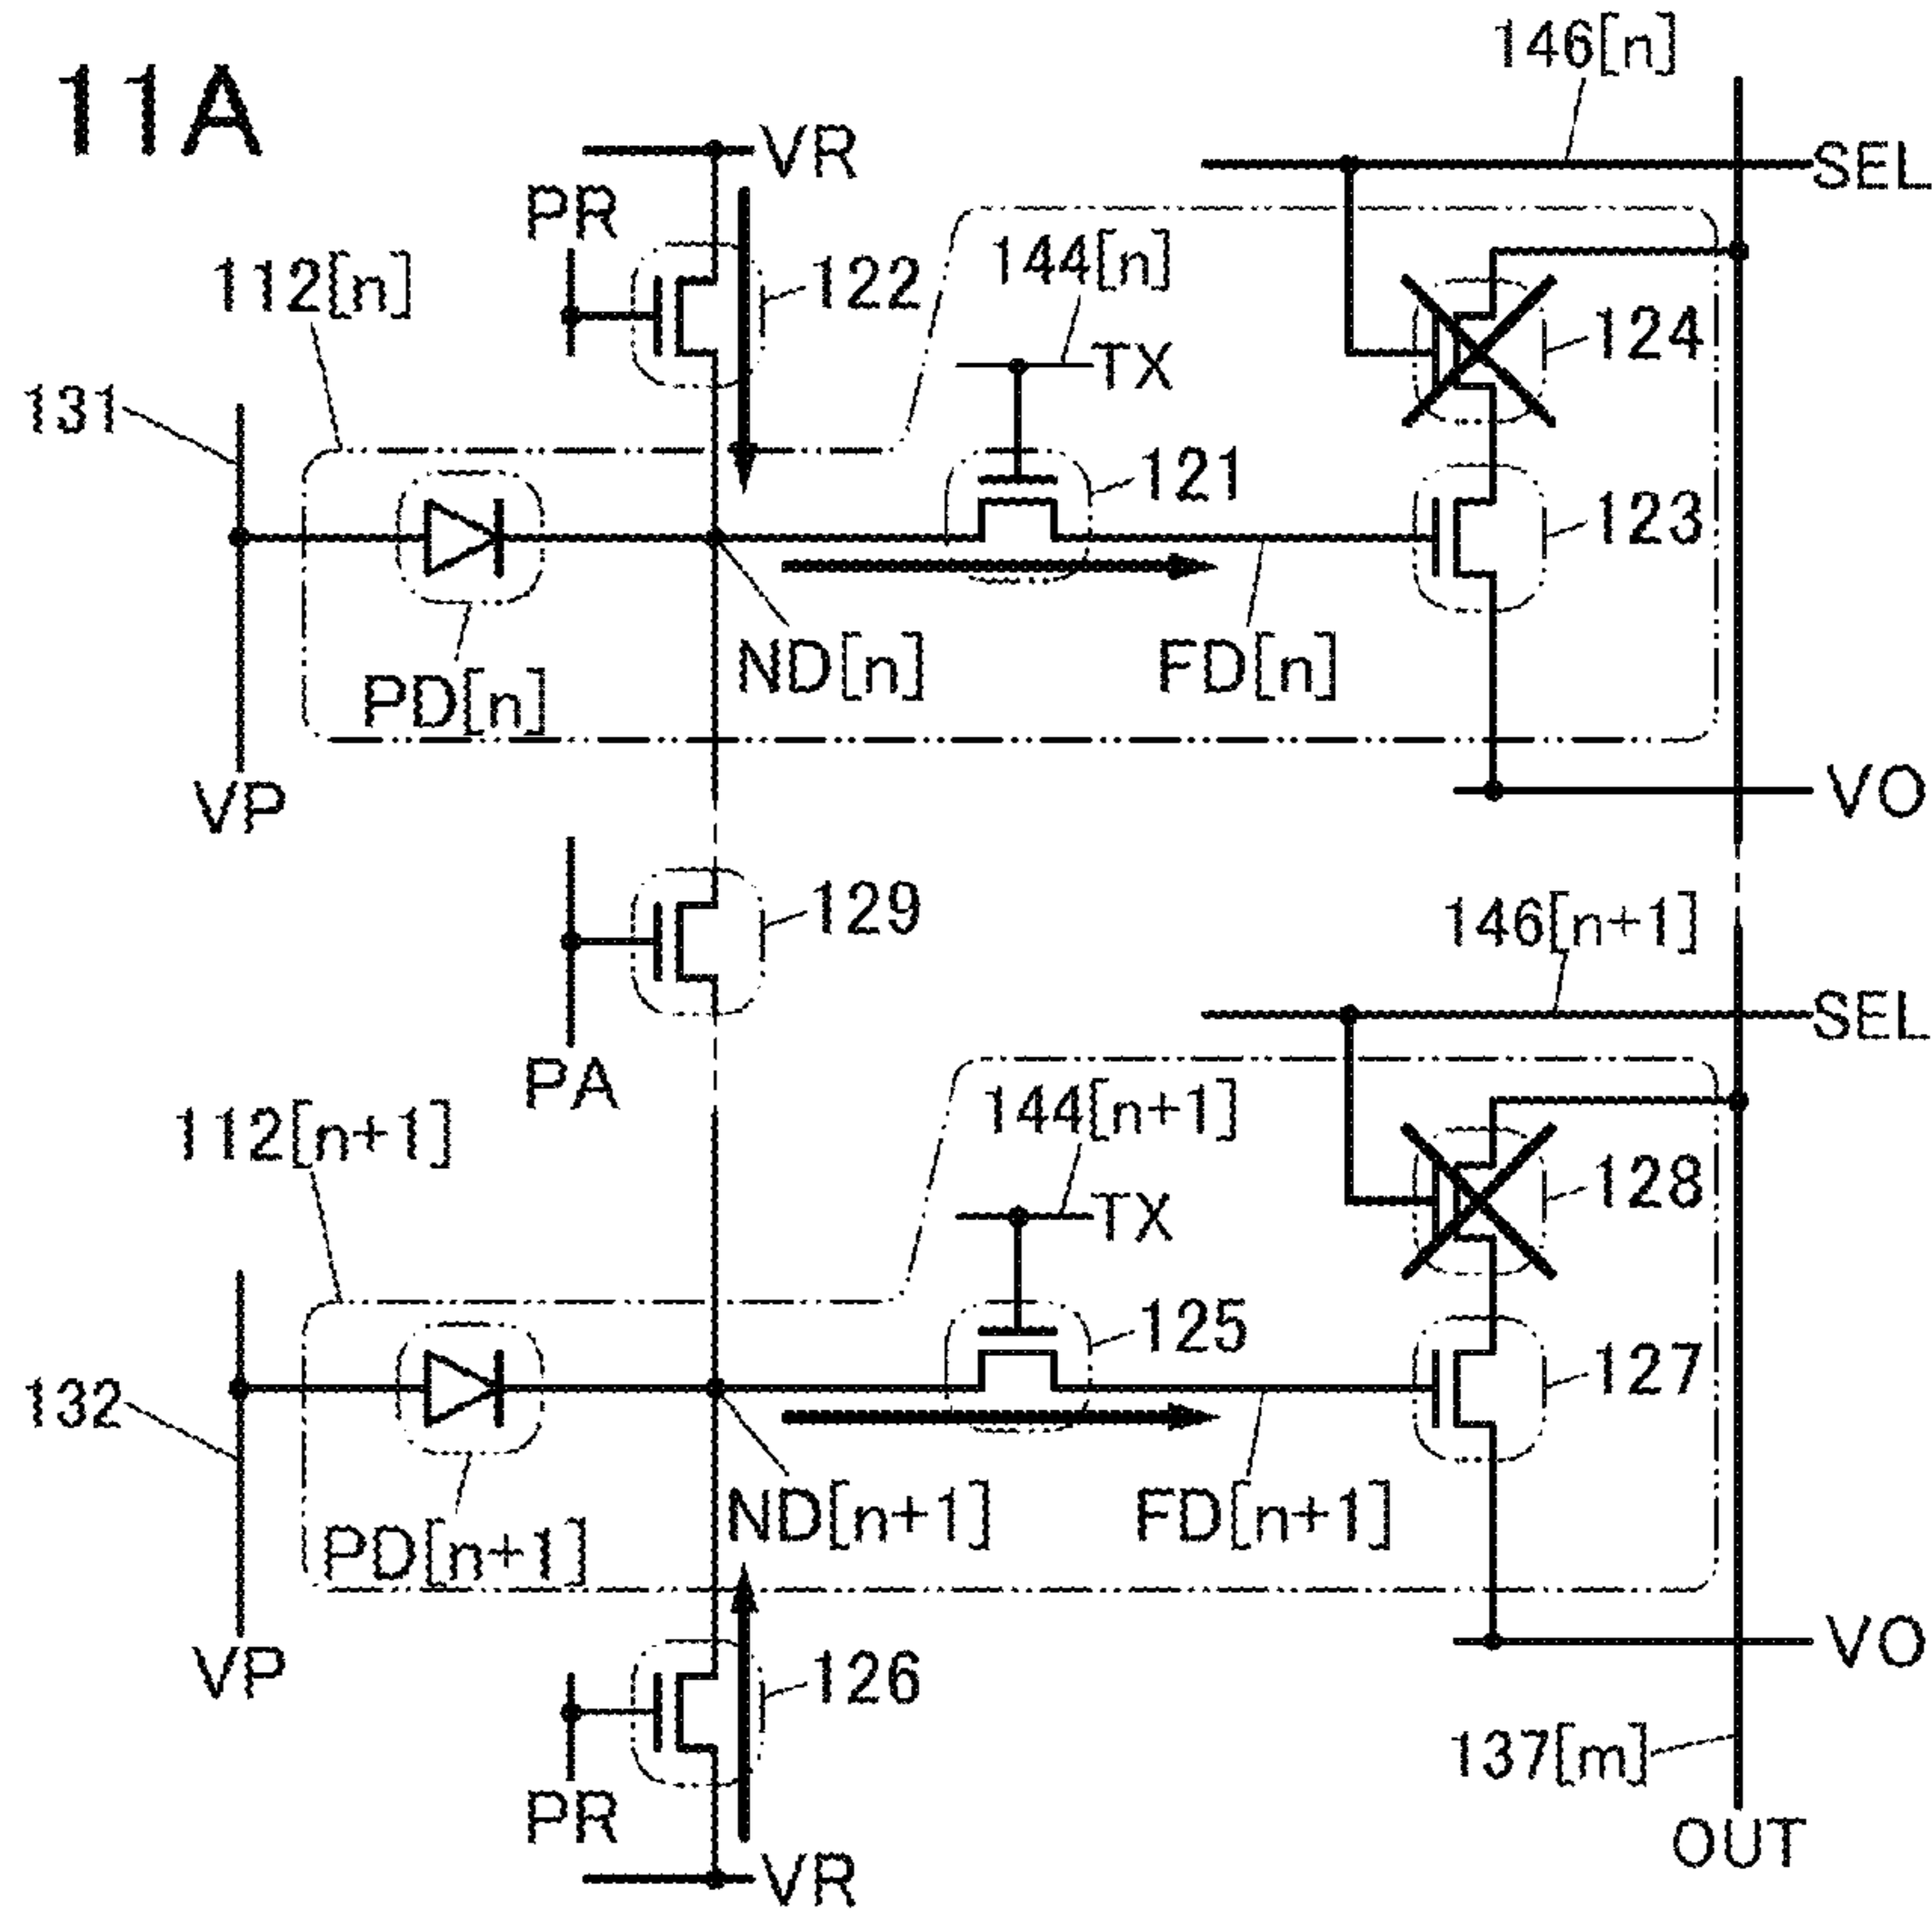 11A
146[n]
VR
SEL
PR
112[n]
122
144[n]
124
TX
131
121
123
ND[n]
FD[n]
PD[n]
VP
VO
129
146[n+1]
SEL
PA
112[n+1]
144[n+1]
128
TX
125
127
132
ND[n+1]
FD[n+1]
PD[n+1]
VP
VO
126
137[m]
PR
OUT
VR